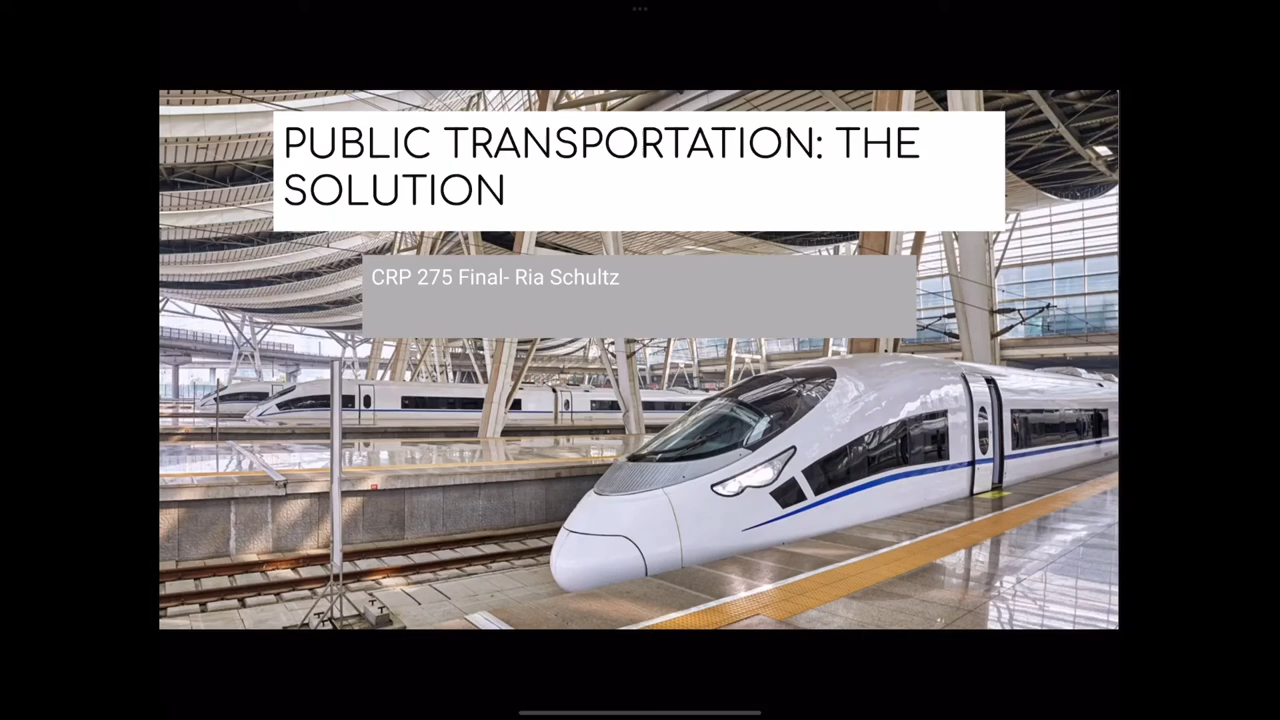 PUBLIC TRANSPORTATION: THE
SOLUTION
CRP 275 Final- Ria Schultz